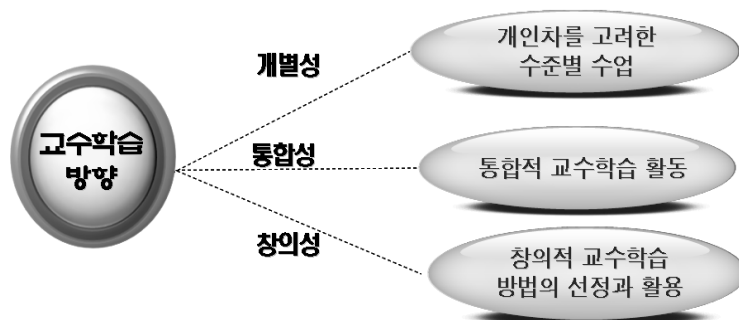 교수학습
방향
개별성
개인차를 고려한
수준별 수업
통합성
통합적 교수학습 활동
창의성
창의적 교수학습
방법의 선정과 활용